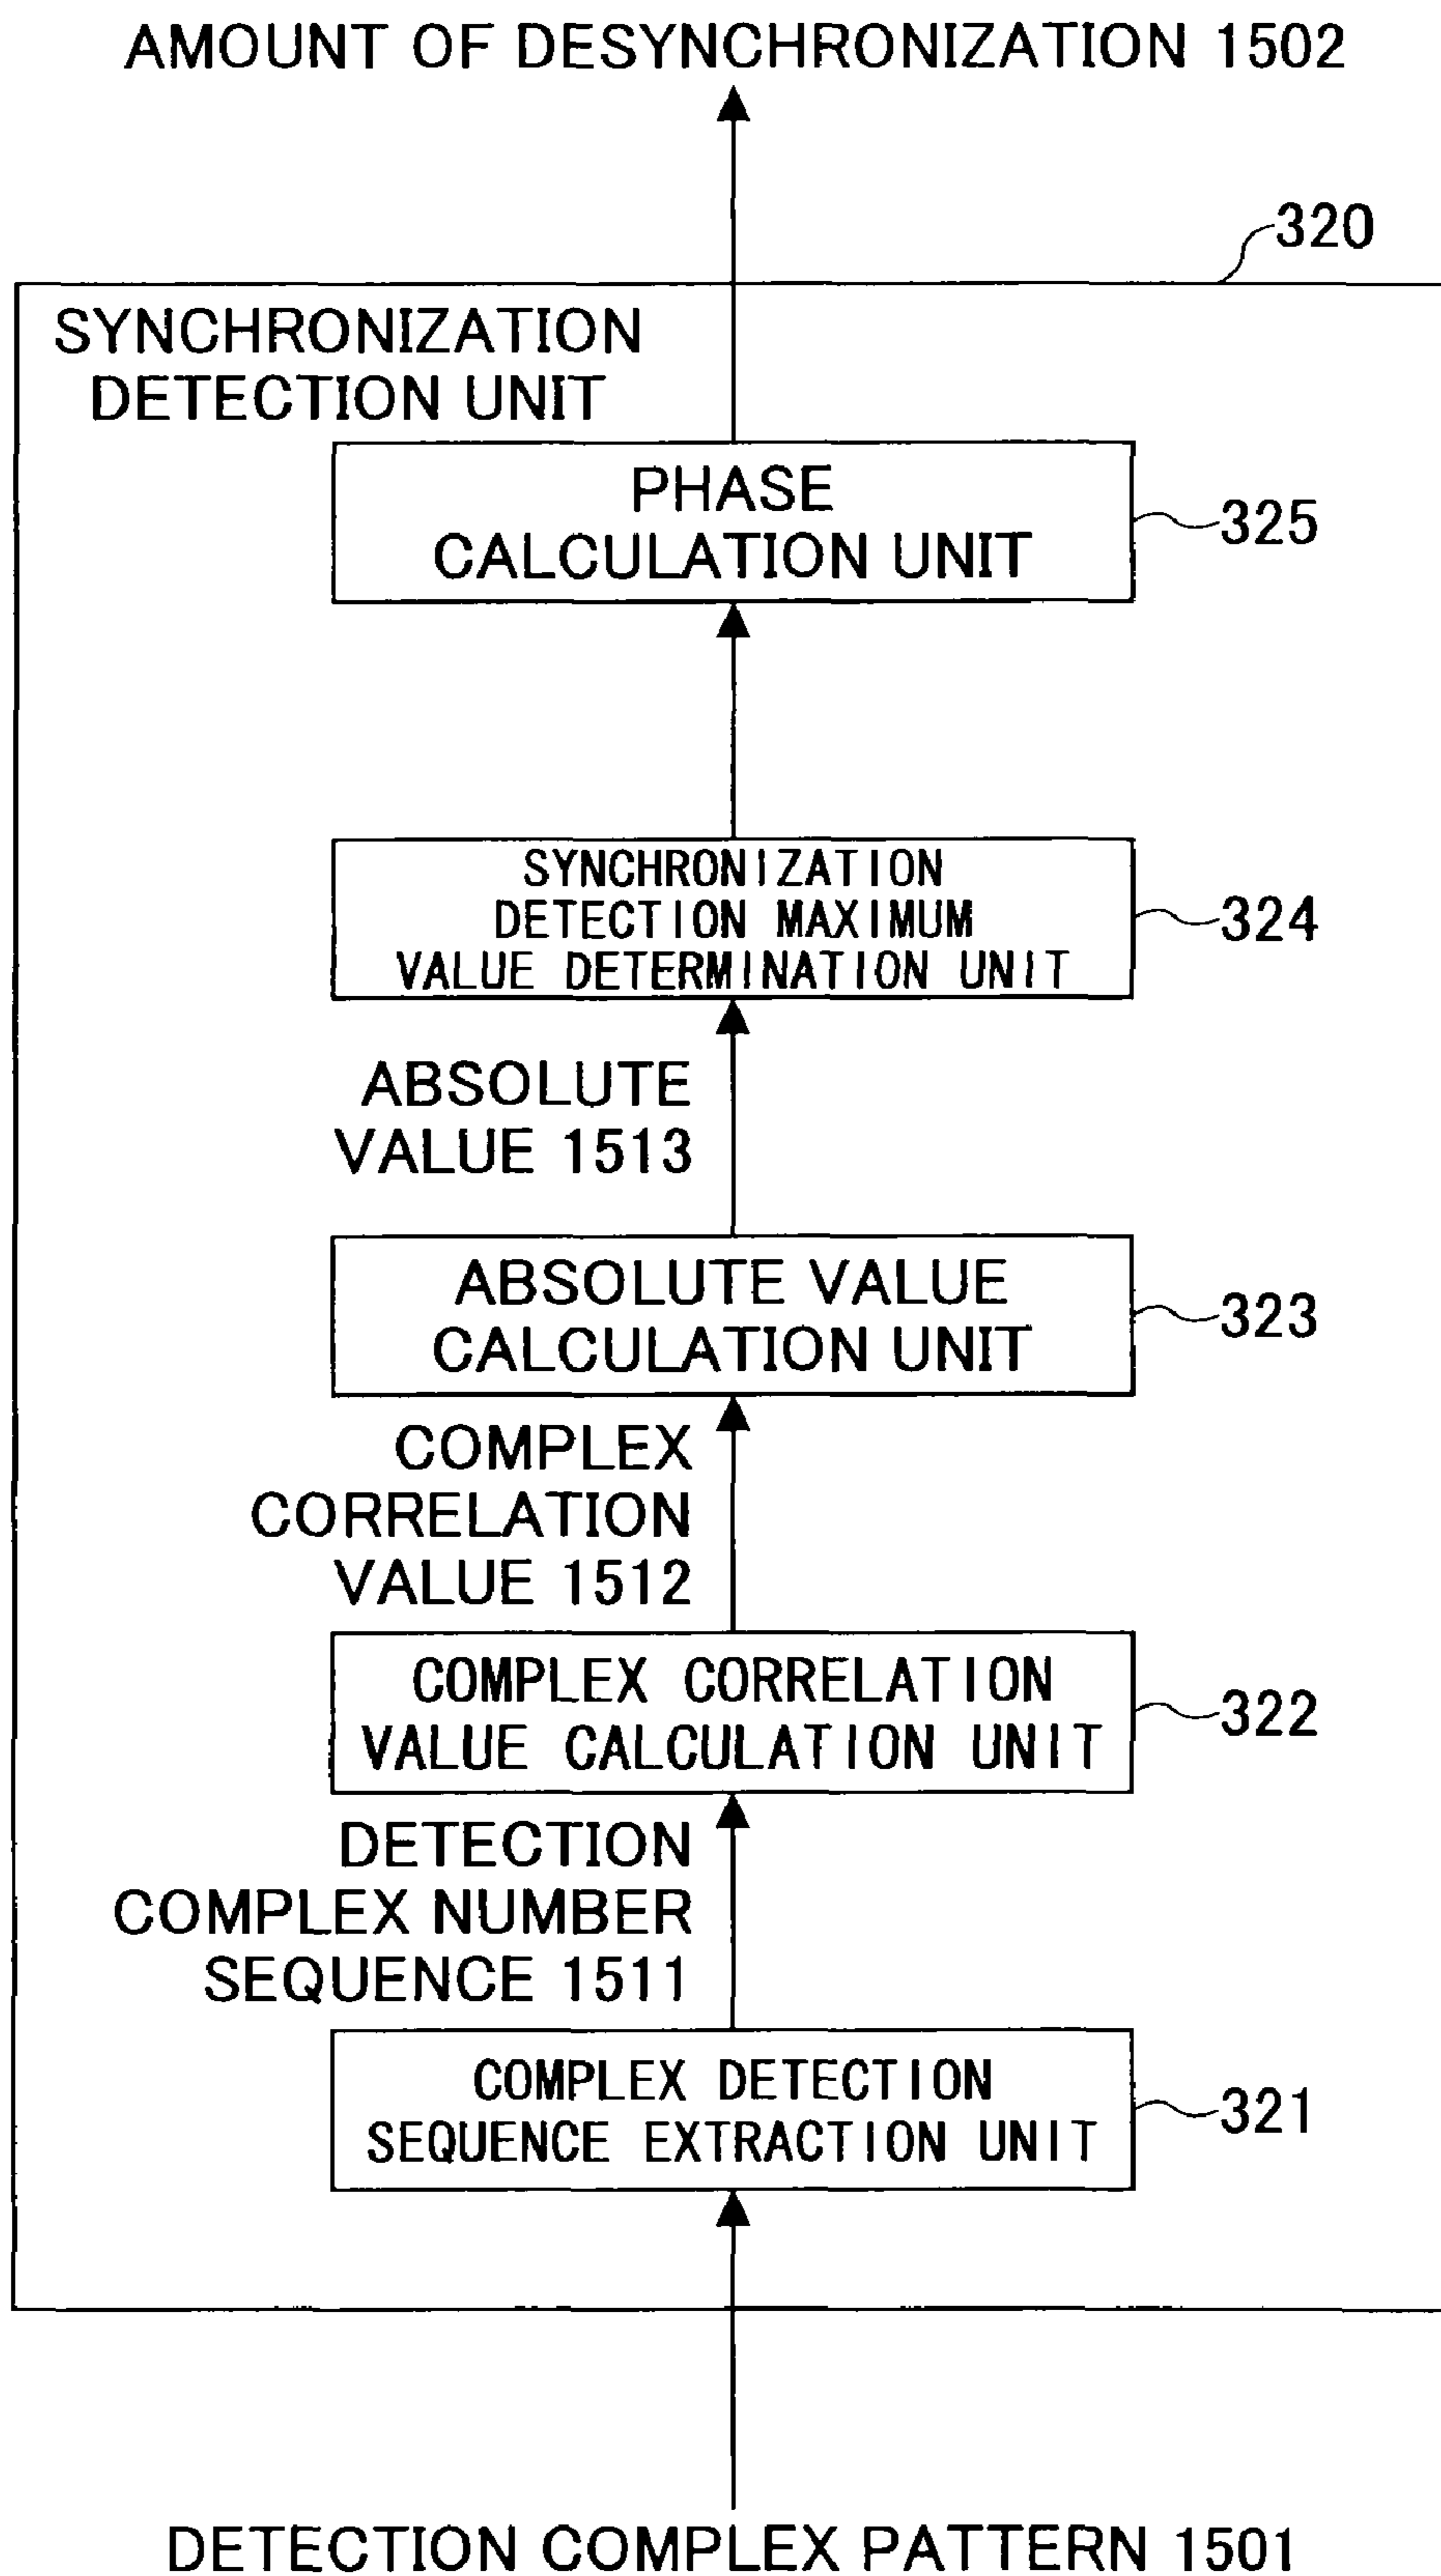 AMOUNT OF DESYNCHRONIZATION 1502
320
SYNCHRONIZATION
DETECTION UNIT
PHASE
CALCULATION UNIT
325
SYNCHRONIZATION
DETECTION MAXIMUM
VALUE DETERMINATION UNIT
324
ABSOLUTE
VALUE 1513
ABSOLUTE VALUE
CALCULATION UNIT
323
COMPLEX
CORRELATION
VALUE 1512
COMPLEX CORRELATION
VALUE CALCULATION UNIT
322
DETECTION
COMPLEX NUMBER
SEQUENCE 1511
COMPLEX DETECTION
SEQUENCE EXTRACTION UNIT
321
DETECTION COMPLEX PATTERN 1501